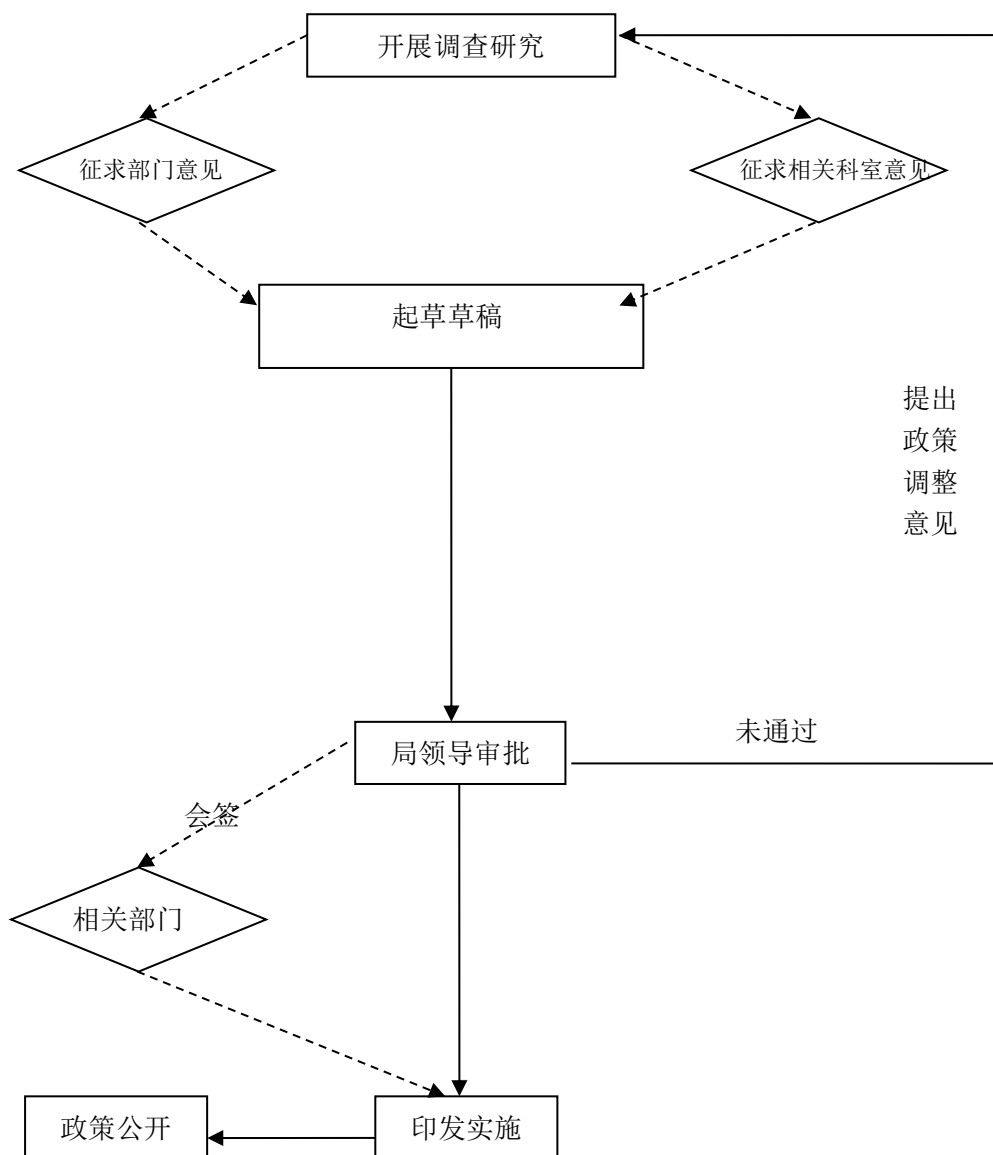 开展调查研究
征求部门意见
征求相关科室意见
起草草稿
提出
政策
调整
意见
未通过
局领导审批
会签
相关部门
政策公开
印发实施